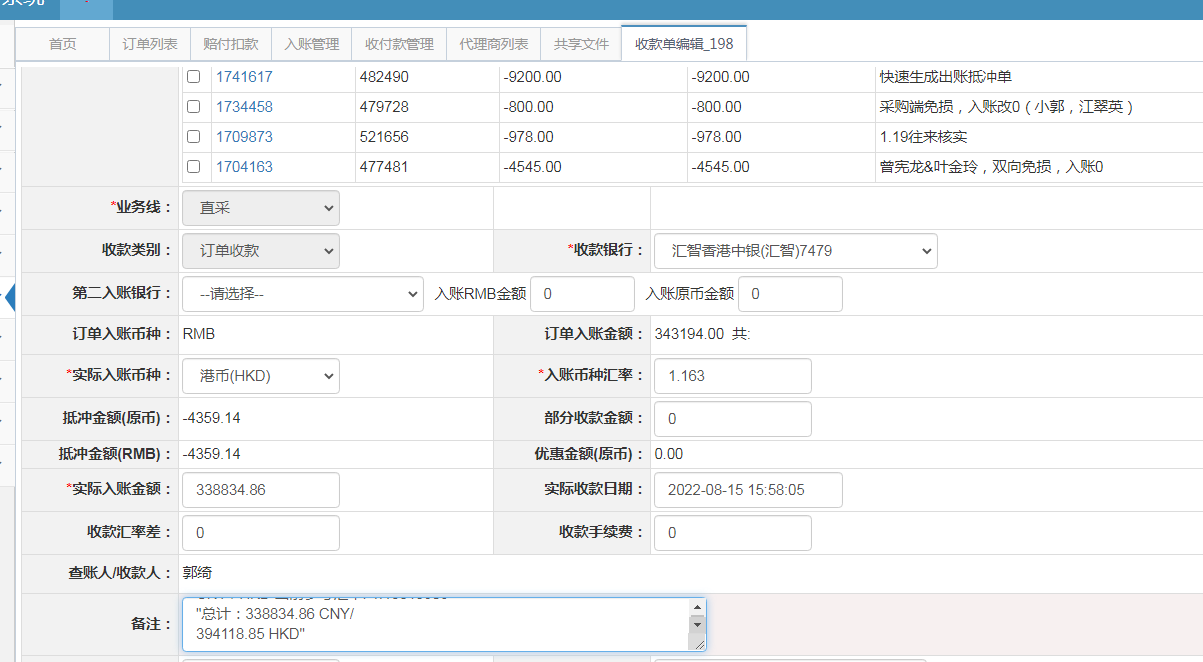 系统
首页 订单列表 赔付扣款 入账管理 收付款管理 代理商列表 共享文件 收款单编辑_198
1741617 482490 -9200.00 -9200.00 快速生成出账抵冲单
1734458 479728 -800.00 -800.00 采购端免损，入账改0（小郭，江翠英）
1709873 521656 -978.00 -978.00 1.19往来核实
1704163 477481 -4545.00 -4545.00 曾宪龙&叶金玲，双向免损，入账0
*业务线： 直采
收款类别： 订单收款 *收款银行： 汇智香港中银(汇智)7479
第二入账银行： --请选择-- 入账RMB金额 0 入账原币金额 0
订单入账币种： RMB 订单入账金额： 343194.00 共:
*实际入账币种： 港币(HKD) *入账币种汇率： 1.163
抵冲金额(原币)： -4359.14 部分收款金额： 0
抵冲金额(RMB)： -4359.14 优惠金额(原币)： 0.00
*实际入账金额： 338834.86 实际收款日期： 2022-08-15 15:58:05
收款汇率差： 0 收款手续费： 0
查账人/收款人： 郭绮
备注： "总计：338834.86 CNY/
394118.85 HKD"